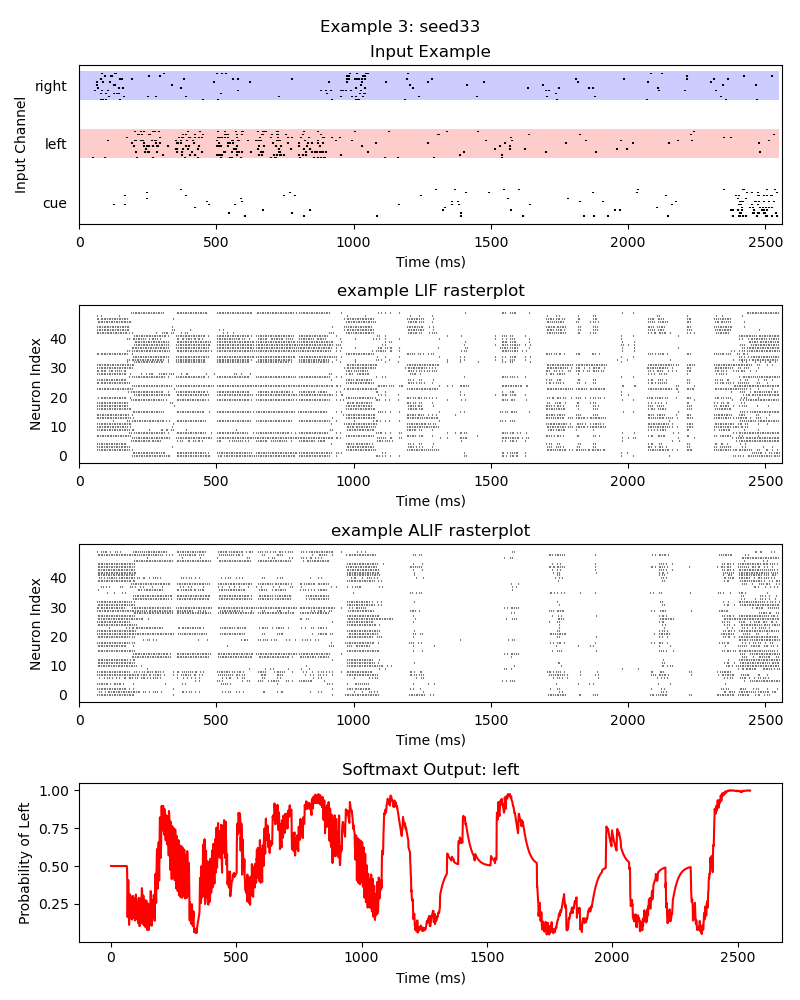 Example 3: seed33
Input Example
Input Channel
right
left
cue
0 500 1000 1500 2000 2500
Time (ms)
example LIF rasterplot
Neuron Index
40
30
20
10
0
0 500 1000 1500 2000 2500
Time (ms)
example ALIF rasterplot
Neuron Index
40
30
20
10
0
0 500 1000 1500 2000 2500
Time (ms)
Softmaxt Output: left
Probability of Left
1.00
0.75
0.50
0.25
0 500 1000 1500 2000 2500
Time (ms)